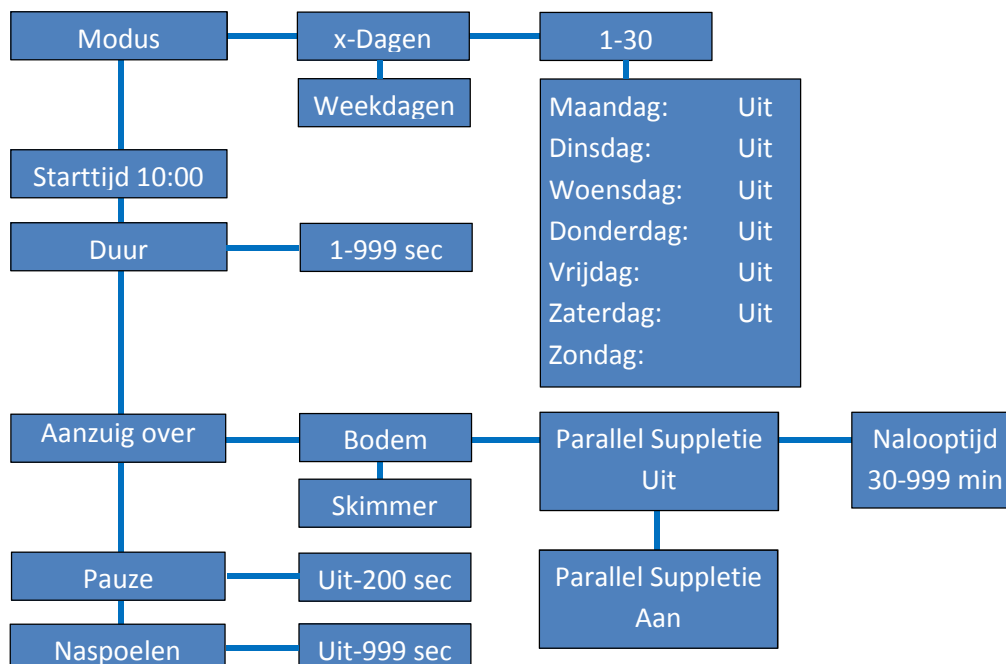 Modus
x-Dagen
1-30
Weekdagen
Maandag: Uit
Dinsdag: Uit
Woensdag: Uit
Donderdag: Uit
Vrijdag: Uit
Zaterdag: Uit
Zondag:
Starttijd 10:00
Duur
1-999 sec
Aanzuig over
Bodem
Parallel Suppletie
Uit
Nalooptijd
30-999 min
Skimmer
Parallel Suppletie
Aan
Pauze
Uit-200 sec
Naspoelen
Uit-999 sec